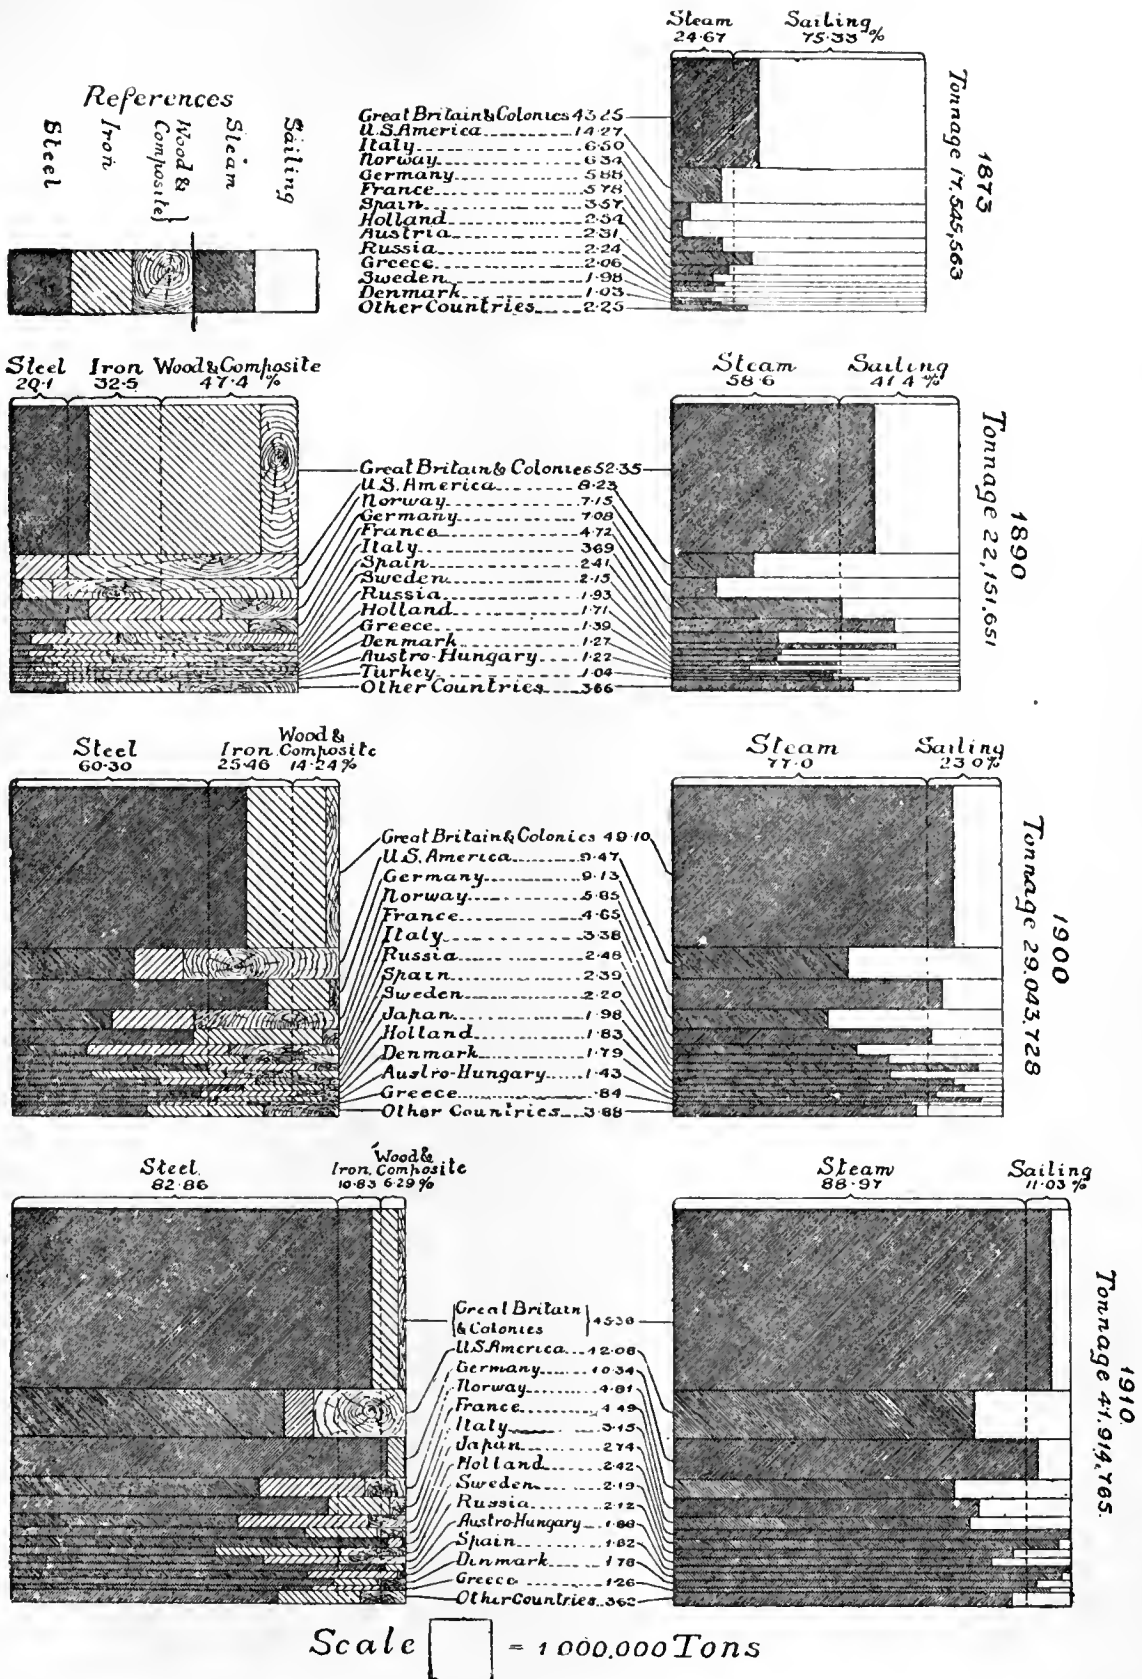 References
Steel
Iron
Wood &
Composite}
Steam
Sailing
Steam Sailing
24·67 75·33 %
1873
Tonnage 17,545,563
Great Britain & Colonies 43·25
U.S. America 14·27
Italy 6·50
Norway 6·34
Germany 5·88
France 5·78
Spain 3·57
Holland 2·54
Austria 2·31
Russia 2·24
Greece 2·06
Sweden 1·98
Denmark 1·03
Other Countries 2·25
Steel Iron Wood & Composite
20·1 32·5 47·4 %
Steam Sailing
58·6 41·4 %
1890
Tonnage 22,151,651
Great Britain & Colonies 52·35
U.S. America 8·23
Norway 7·15
Germany 7·08
France 4·72
Italy 3·69
Spain 2·41
Sweden 2·15
Russia 1·93
Holland 1·71
Greece 1·39
Denmark 1·27
Austro-Hungary 1·22
Turkey 1·04
Other Countries 3·66
Steel Iron Wood & Composite
60·30 25·46 14·24 %
Steam Sailing
77·0 23·0 %
1900
Tonnage 29,043,728
Great Britain & Colonies 49·10
U.S. America 9·47
Germany 9·13
Norway 5·65
France 4·65
Italy 3·38
Russia 2·48
Spain 2·39
Sweden 2·20
Japan 1·98
Holland 1·83
Denmark 1·79
Austro-Hungary 1·43
Greece ·84
Other Countries 3·88
Steel Iron Wood & Composite
82·86 10·83 6·29 %
Steam Sailing
88·97 11·03 %
1910
Tonnage 41,914,765.
{Great Britain
& Colonies} 45·36
U.S. America 12·08
Germany 10·34
Norway 4·81
France 4·49
Italy 3·15
Japan 2·74
Holland 2·42
Sweden 2·19
Russia 2·12
Austro-Hungary 1·88
Spain 1·82
Dinmark 1·78
Greece 1·26
Other Countries 3·62
Scale = 1 000,000 Tons